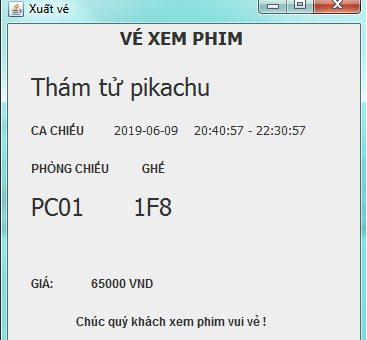 Xuất vé
VÉ XEM PHIM
Thám tử pikachu
CA CHIẾU 2019-06-09 20:40:57 - 22:30:57
PHÒNG CHIẾU GHẾ
PC01 1F8
GIÁ: 65000 VND
Chúc quý khách xem phim vui vẻ !